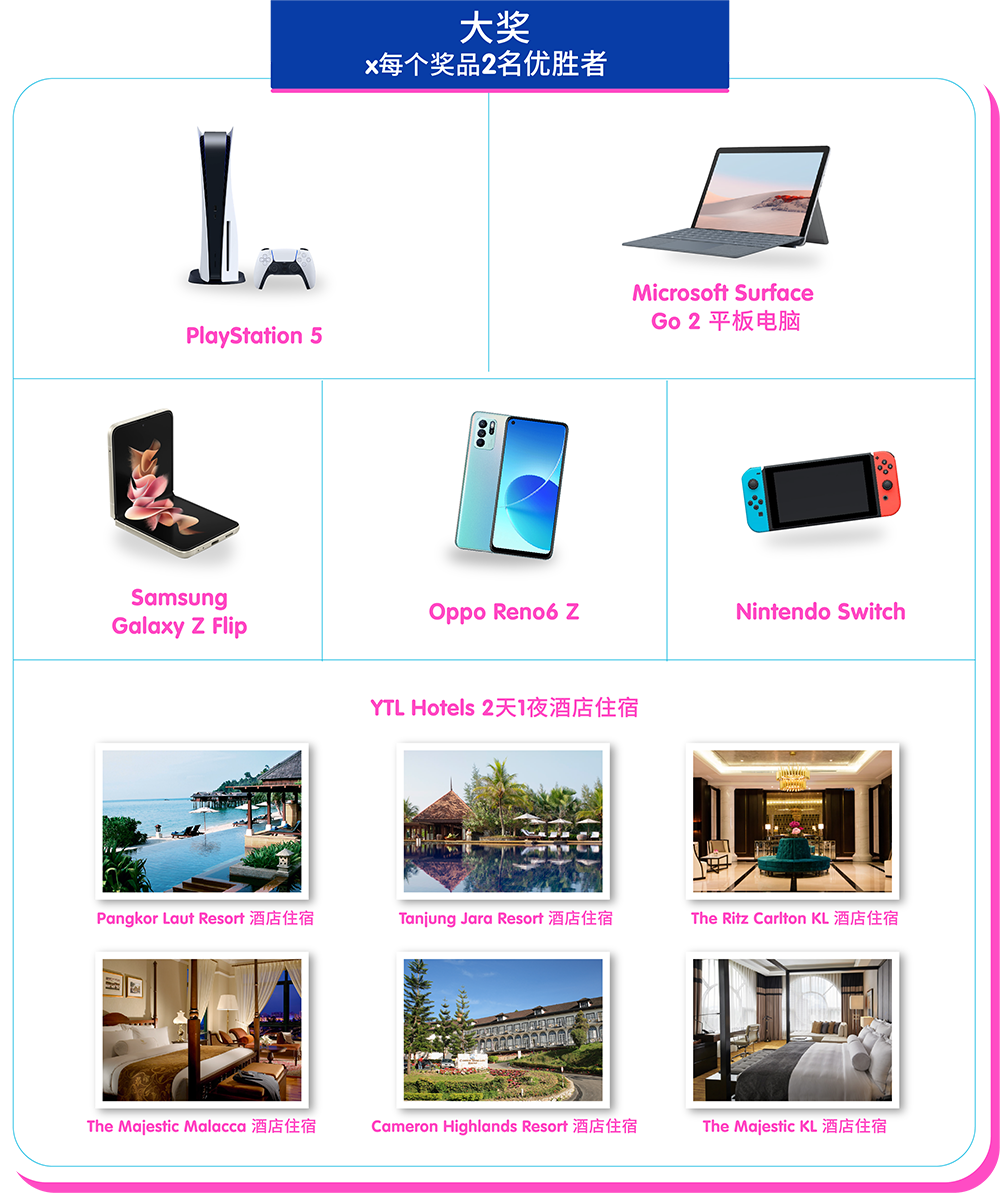 大奖
x每个奖品2名优胜者
PlayStation 5
Microsoft Surface
Go 2 平板电脑
Samsung
Galaxy Z Flip
Oppo Reno6 Z
Nintendo Switch
YTL Hotels 2天1夜酒店住宿
Pangkor Laut Resort 酒店住宿
Tanjung Jara Resort 酒店住宿
The Ritz Carlton KL 酒店住宿
The Majestic Malacca 酒店住宿
Cameron Highlands Resort 酒店住宿
The Majestic KL 酒店住宿